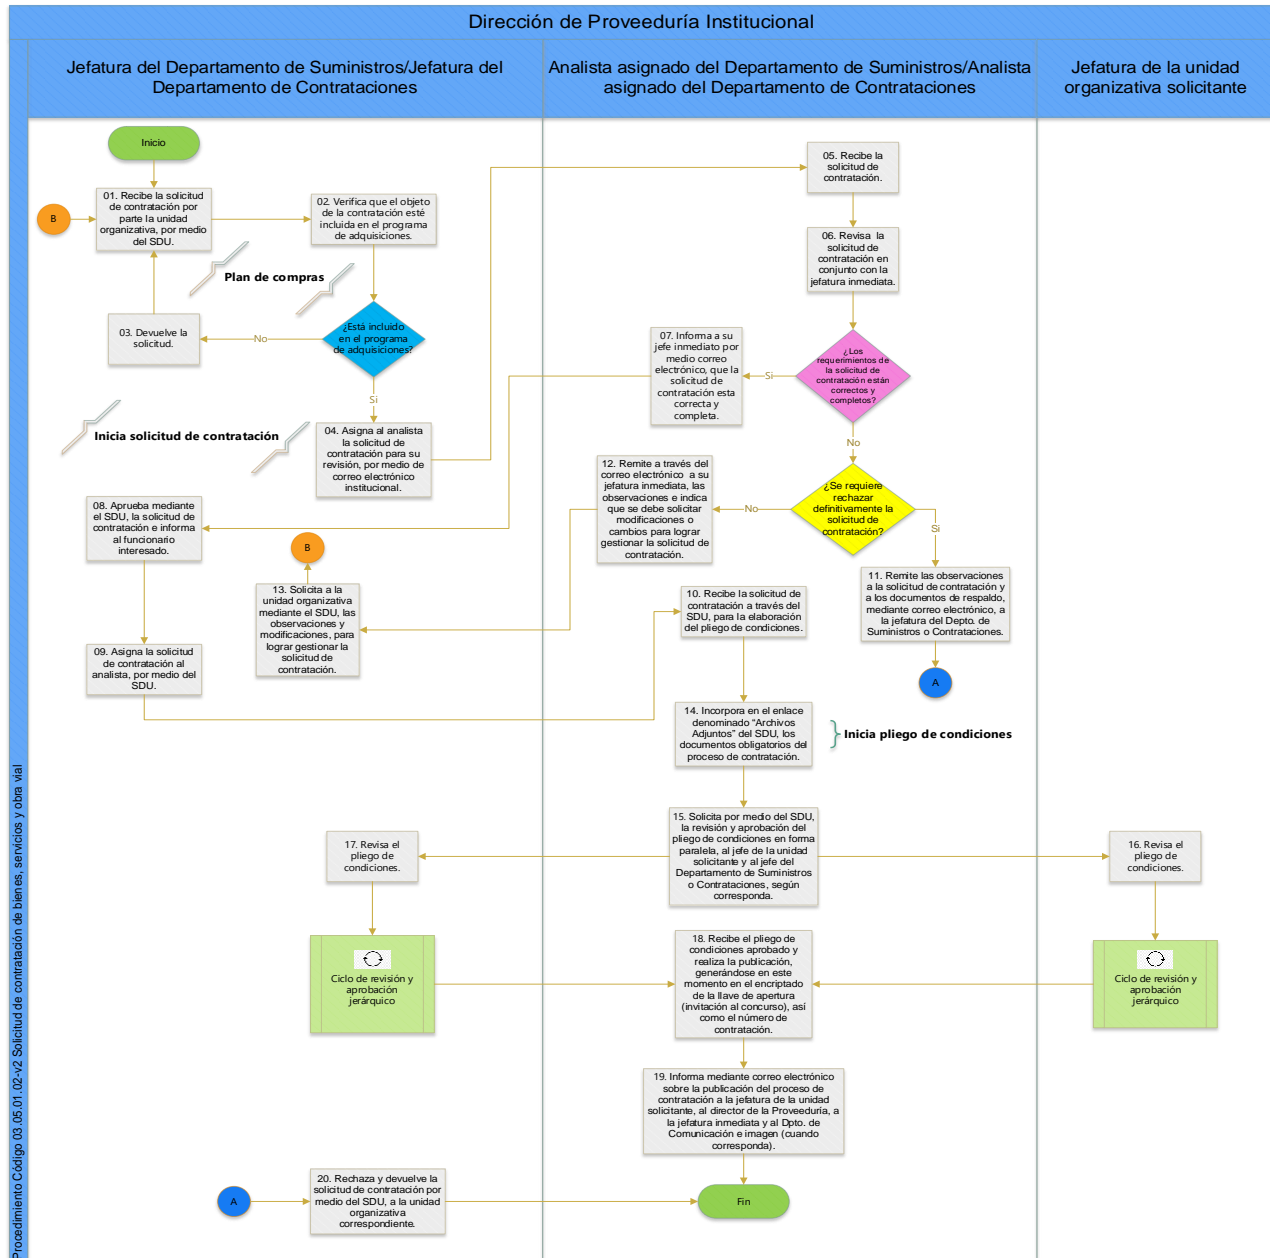 Dirección de Proveeduría Institucional
Jefatura del Departamento de Suministros/Jefatura del
Departamento de Contrataciones
Analista asignado del Departamento de Suministros/Analista
asignado del Departamento de Contrataciones
Jefatura de la unidad
organizativa solicitante
Procedimiento Código 03.05.01.02-v2 Solicitud de contratación de bienes, servicios y obra vial
Inicio
B
01. Recibe la solicitud
de contratación por
parte la unidad
organizativa, por medio
del SDU.
02. Verifica que el objeto
de la contratación esté
incluida en el programa
de adquisiciones.
Plan de compras
03. Devuelve la
solicitud.
No
¿Está incluido
en el programa
de adquisiciones?
Si
Inicia solicitud de contratación
04. Asigna al analista
la solicitud de
contratación para su
revisión, por medio de
correo electrónico
institucional.
05. Recibe la
solicitud de
contratación.
06. Revisa la
solicitud de
contratación en
conjunto con la
jefatura inmediata.
07. Informa a su
jefe inmediato por
medio correo
electrónico, que la
solicitud de
contratación esta
correcta y
completa.
Si
¿Los
requerimientos de
la solicitud de
contratación están
correctos y
completos?
No
08. Aprueba mediante
el SDU, la solicitud de
contratación e informa
al funcionario
interesado.
12. Remite a través del
correo electrónico a su
jefatura inmediata, las
observaciones e indica
que se debe solicitar
modificaciones o
cambios para lograr
gestionar la solicitud de
contratación.
No
¿Se requiere
rechazar
definitivamente la
solicitud de
contratación?
Si
B
13. Solicita a la
unidad organizativa
mediante el SDU, las
observaciones y
modificaciones, para
lograr gestionar la
solicitud de
contratación.
11. Remite las observaciones
a la solicitud de contratación y
a los documentos de respaldo,
mediante correo electrónico, a
la jefatura del Depto. de
Suministros o Contrataciones.
A
09. Asigna la solicitud
de contratación al
analista, por medio del
SDU.
10. Recibe la solicitud de
contratación a través del
SDU, para la elaboración
del pliego de condiciones.
14. Incorpora en el enlace
denominado “Archivos
Adjuntos” del SDU, los
documentos obligatorios del
proceso de contratación.
Inicia pliego de condiciones
15. Solicita por medio del SDU,
la revisión y aprobación del
pliego de condiciones en forma
paralela, al jefe de la unidad
solicitante y al jefe del
Departamento de Suministros
o Contrataciones, según
corresponda.
17. Revisa el
pliego de
condiciones.
16. Revisa el
pliego de
condiciones.
Ciclo de revisión y
aprobación
jerárquico
18. Recibe el pliego de
condiciones aprobado y
realiza la publicación,
generándose en este
momento en el encriptado
de la llave de apertura
(invitación al concurso), así
como el número de
contratación.
Ciclo de revisión y
aprobación
jerárquico
19. Informa mediante correo electrónico
sobre la publicación del proceso de
contratación a la jefatura de la unidad
solicitante, al director de la Proveeduría, a
la jefatura inmediata y al Dpto. de
Comunicación e imagen (cuando
corresponda).
A
20. Rechaza y devuelve la
solicitud de contratación por
medio del SDU, a la unidad
organizativa
correspondiente.
Fin